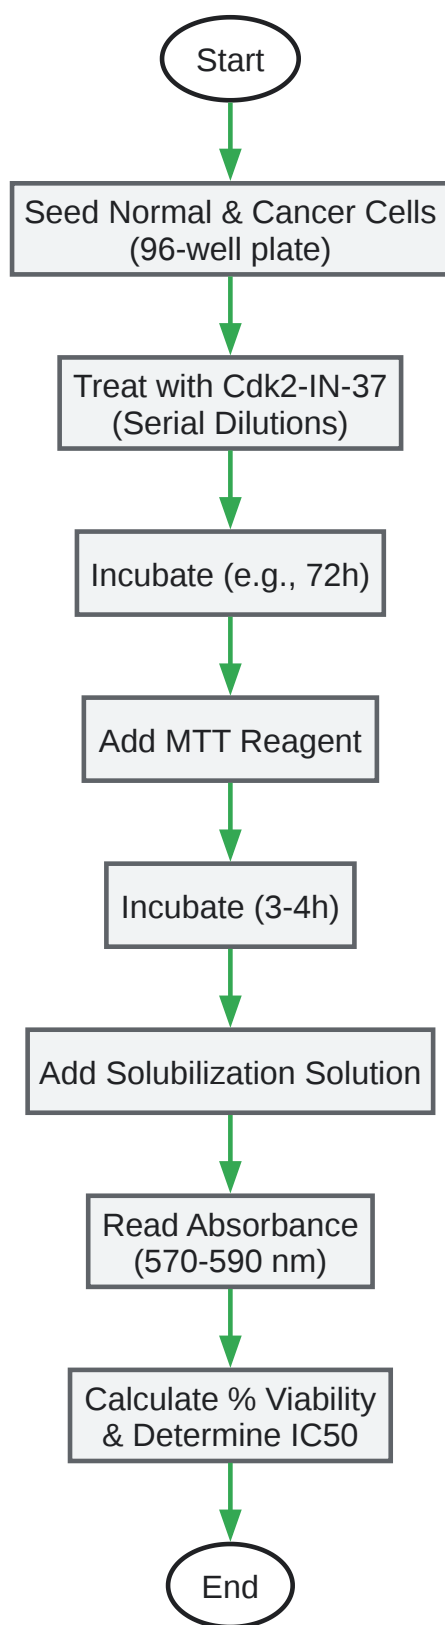 Start
Seed Normal & Cancer Cells
(96-well plate)
Treat with Cdk2-IN-37
(Serial Dilutions)
Incubate (e.g., 72h)
Add MTT Reagent
Incubate (3-4h)
Add Solubilization Solution
Read Absorbance
(570-590 nm)
Calculate % Viability
& Determine IC50
End